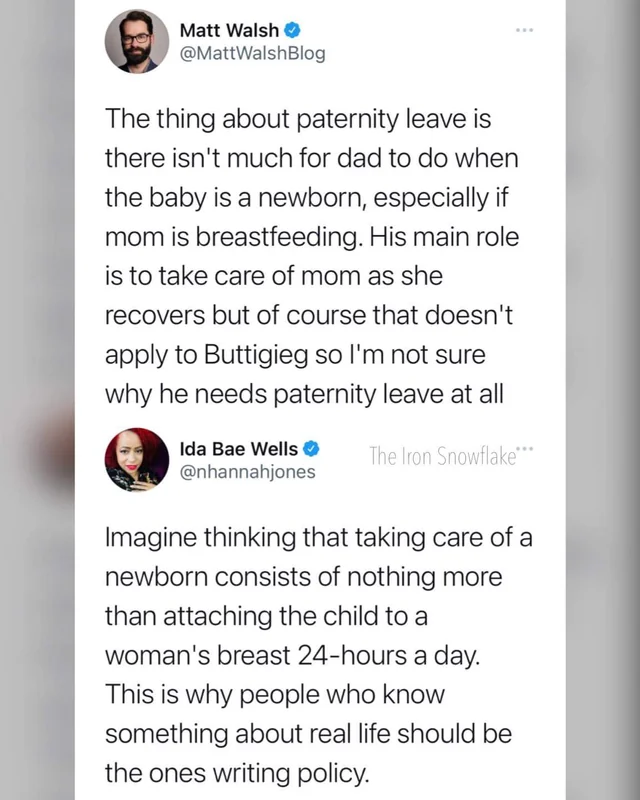 Matt Walsh
@MattWalshBlog
The thing about paternity leave is
there isn't much for dad to do when
the baby is a newborn, especially if
mom is breastfeeding. His main role
is to take care of mom as she
recovers but of course that doesn't
apply to Buttigieg so I'm not sure
why he needs paternity leave at all
Ida Bae Wells
The Iron Snowflake
@nhannahjones
Imagine thinking that taking care of a
newborn consists of nothing more
than attaching the child to a
woman's breast 24-hours a day.
This is why people who know
something about real life should be
the ones writing policy.